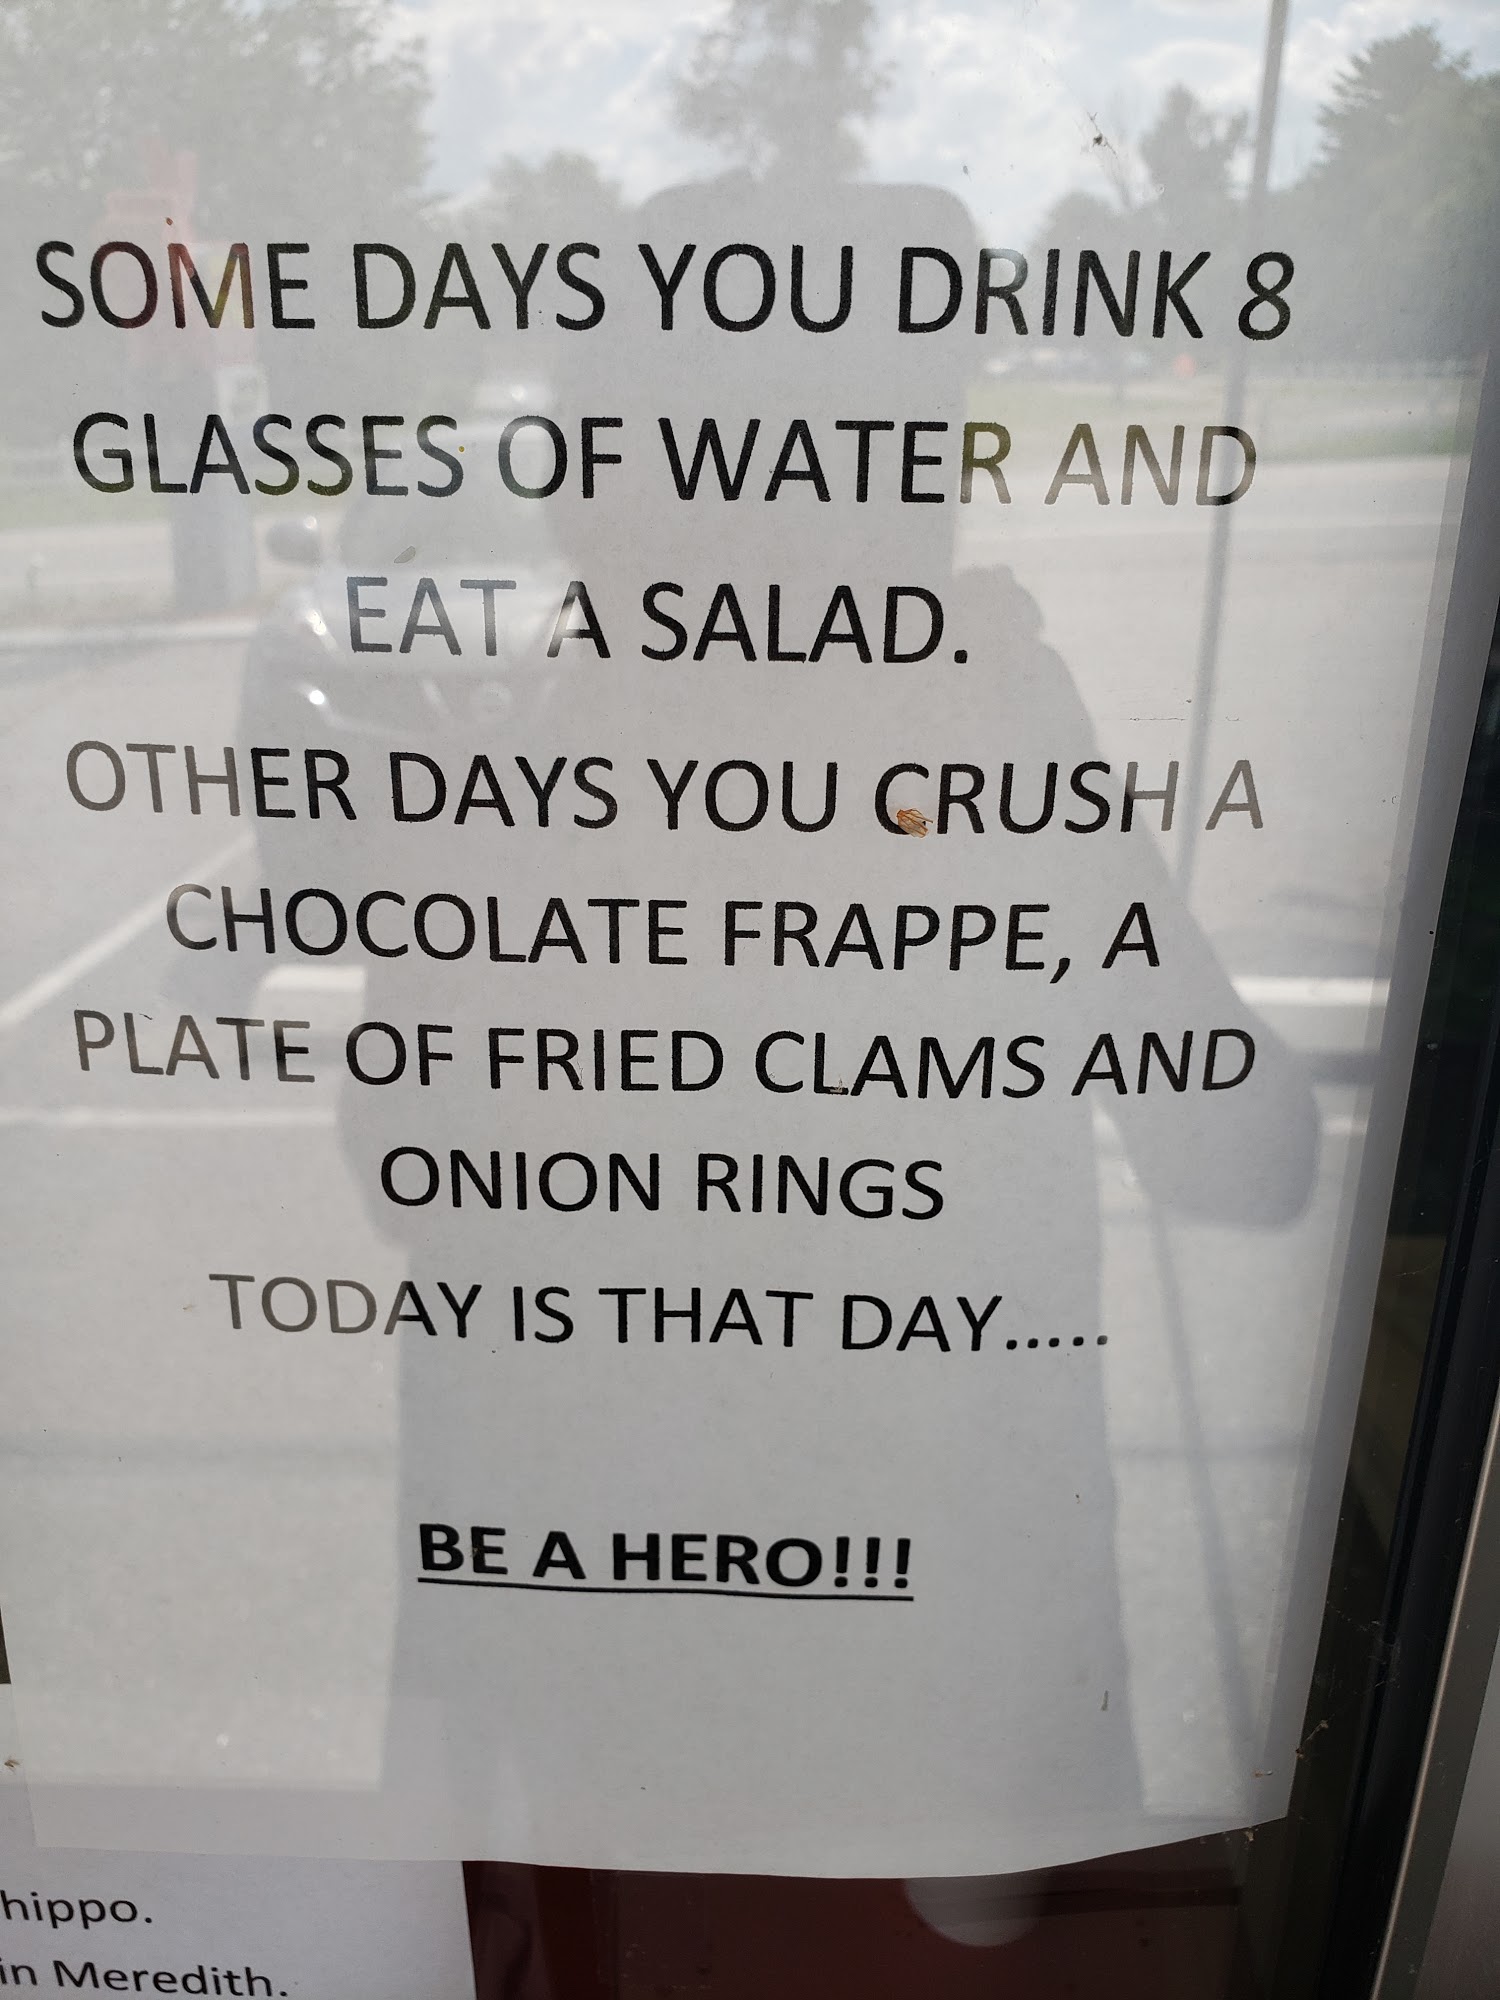 SOME DAYS YOU DRINK 8
GLASSES OF WATER AND
EAT A SALAD.
OTHER DAYS YOU CRUSH A
CHOCOLATE FRAPPE, A
PLATE OF FRIED CLAMS AND
ONION RINGS
TODAY IS THAT DAY.....
BE A HERO!!!
hippo.
in Meredith.